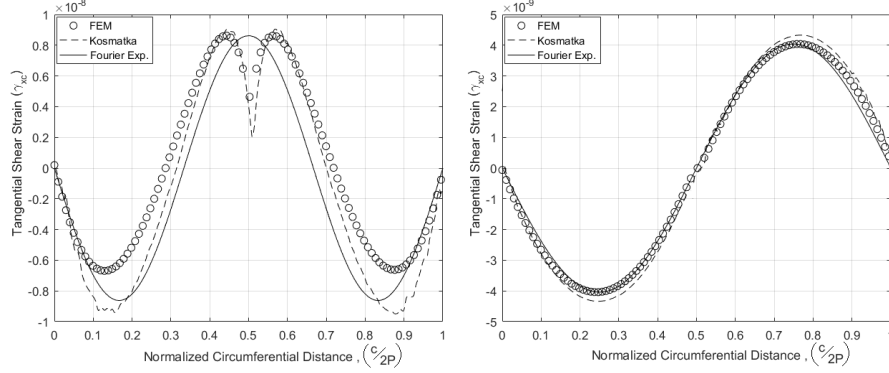 ×10⁻⁸
1
0.8
0.6
0.4
0.2
0
-0.2
-0.4
-0.6
-0.8
-1
Tangential Shear Strain (γxc)
FEM
Kosmatka
Fourier Exp.
0 0.1 0.2 0.3 0.4 0.5 0.6 0.7 0.8 0.9 1
Normalized Circumferential Distance , (c/2P)
×10⁻⁹
5
4
3
2
1
0
-1
-2
-3
-4
-5
Tangential Shear Strain (γxc)
FEM
Kosmatka
Fourier Exp.
0 0.1 0.2 0.3 0.4 0.5 0.6 0.7 0.8 0.9 1
Normalized Circumferential Distance , (c/2P)